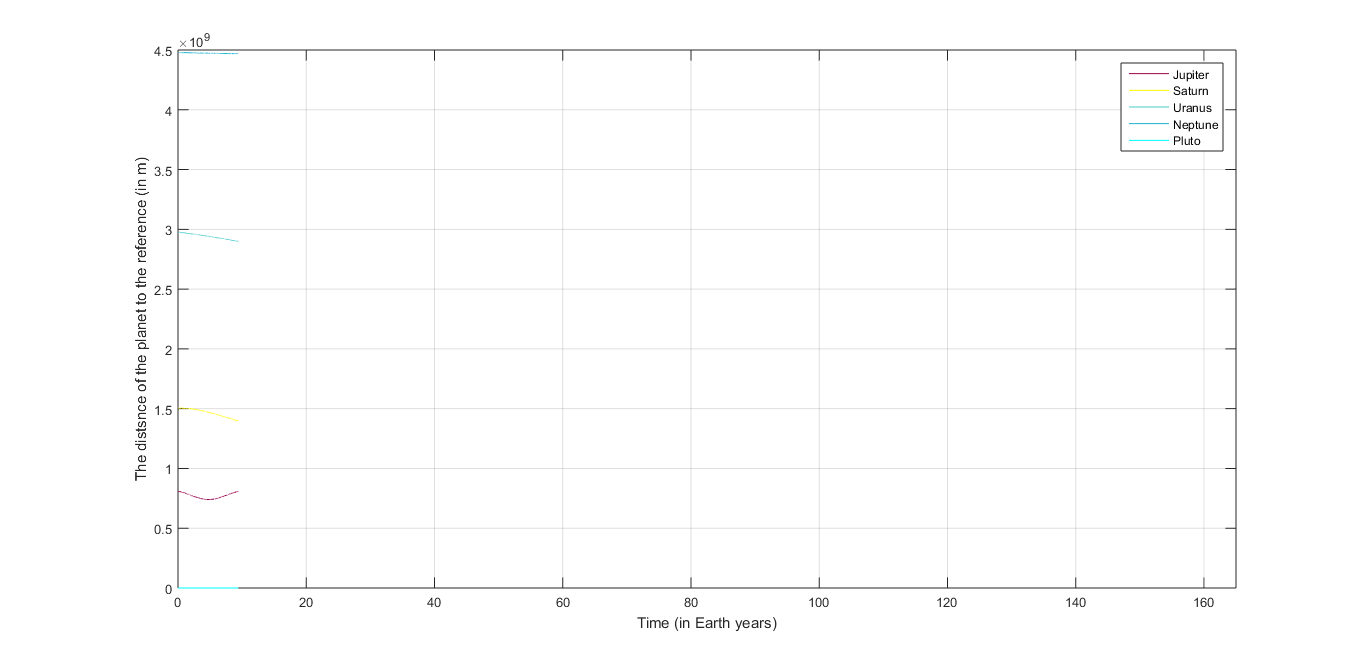 ×10^9
4.5
4
3.5
3
2.5
2
1.5
1
0.5
0
The distsnce of the planet to the reference (in m)
0 20 40 60 80 100 120 140 160
Time (in Earth years)
Jupiter
Saturn
Uranus
Neptune
Pluto